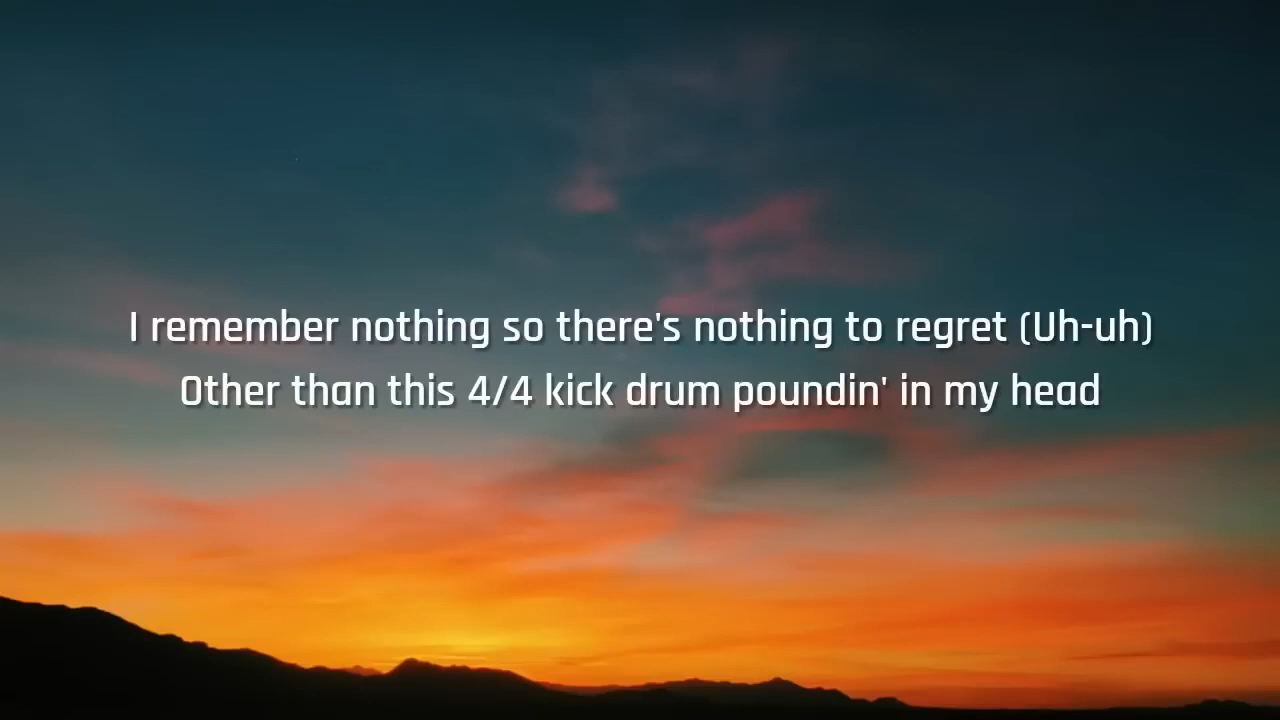 I remember nothing so there's nothing to regret (Uh-uh)
Other than this 4/4 kick drum poundin' in my head